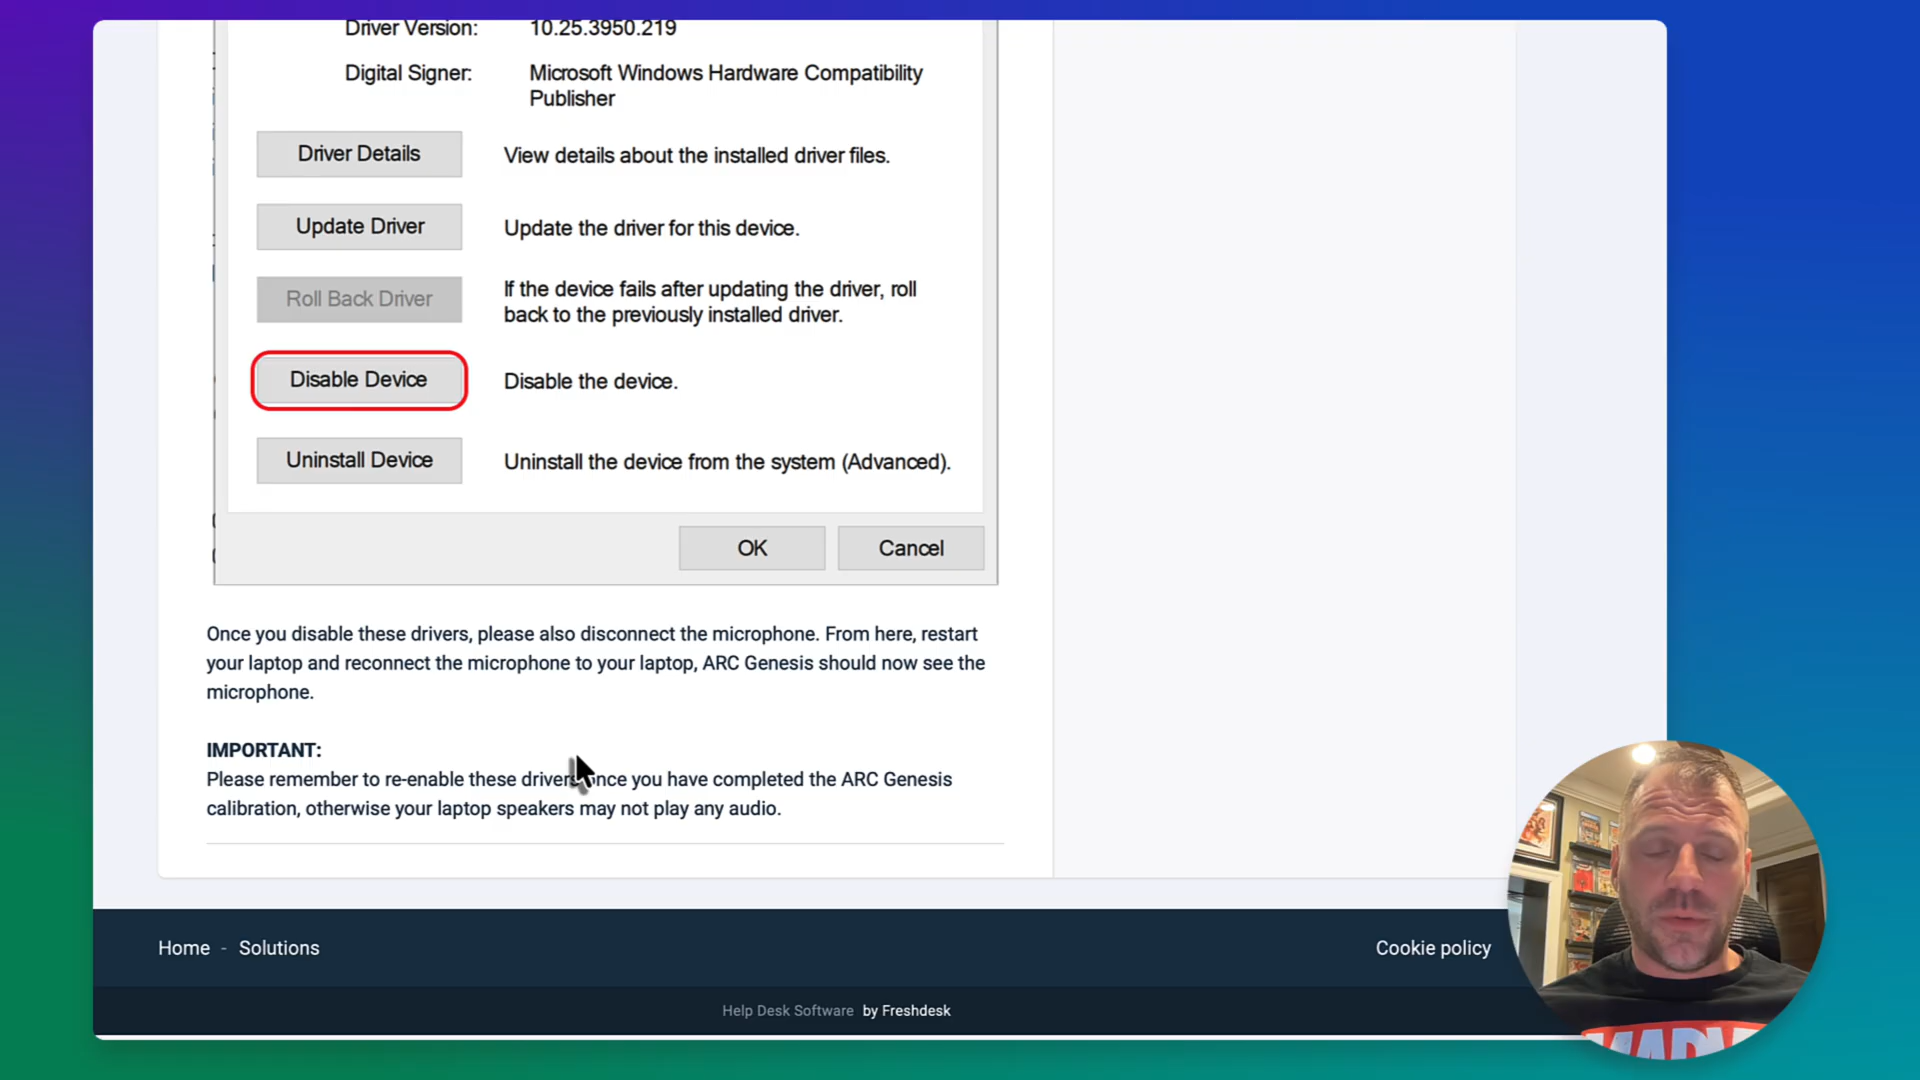 Driver Version: 10.25.3950.219
Digital Signer: Microsoft Windows Hardware Compatibility
Publisher
Driver Details View details about the installed driver files.
Update Driver Update the driver for this device.
Roll Back Driver If the device fails after updating the driver, roll
back to the previously installed driver.
Disable Device Disable the device.
Uninstall Device Uninstall the device from the system (Advanced).
OK Cancel
Once you disable these drivers, please also disconnect the microphone. From here, restart
your laptop and reconnect the microphone to your laptop, ARC Genesis should now see the
microphone.
IMPORTANT:
Please remember to re-enable these drivers once you have completed the ARC Genesis
calibration, otherwise your laptop speakers may not play any audio.
Home - Solutions
Cookie policy
Help Desk Software by Freshdesk